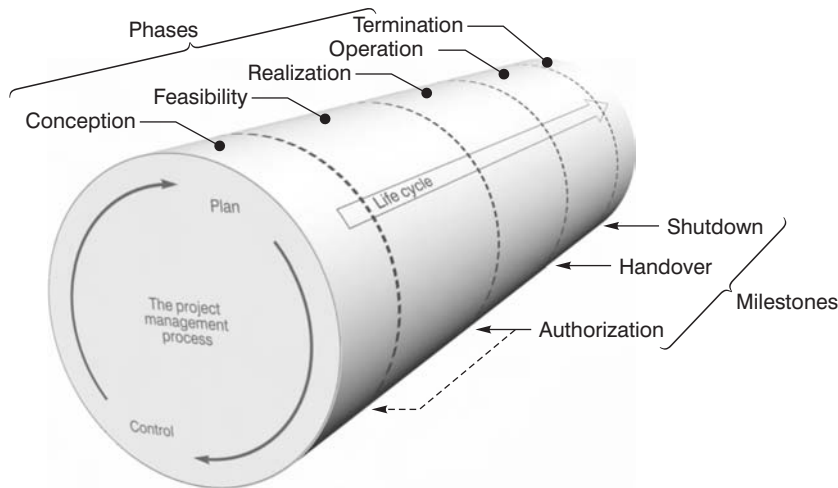 Phases
Termination
Operation
Realization
Feasibility
Conception
Life cycle
Plan
The project
management
process
Control
Shutdown
Handover
Authorization
Milestones